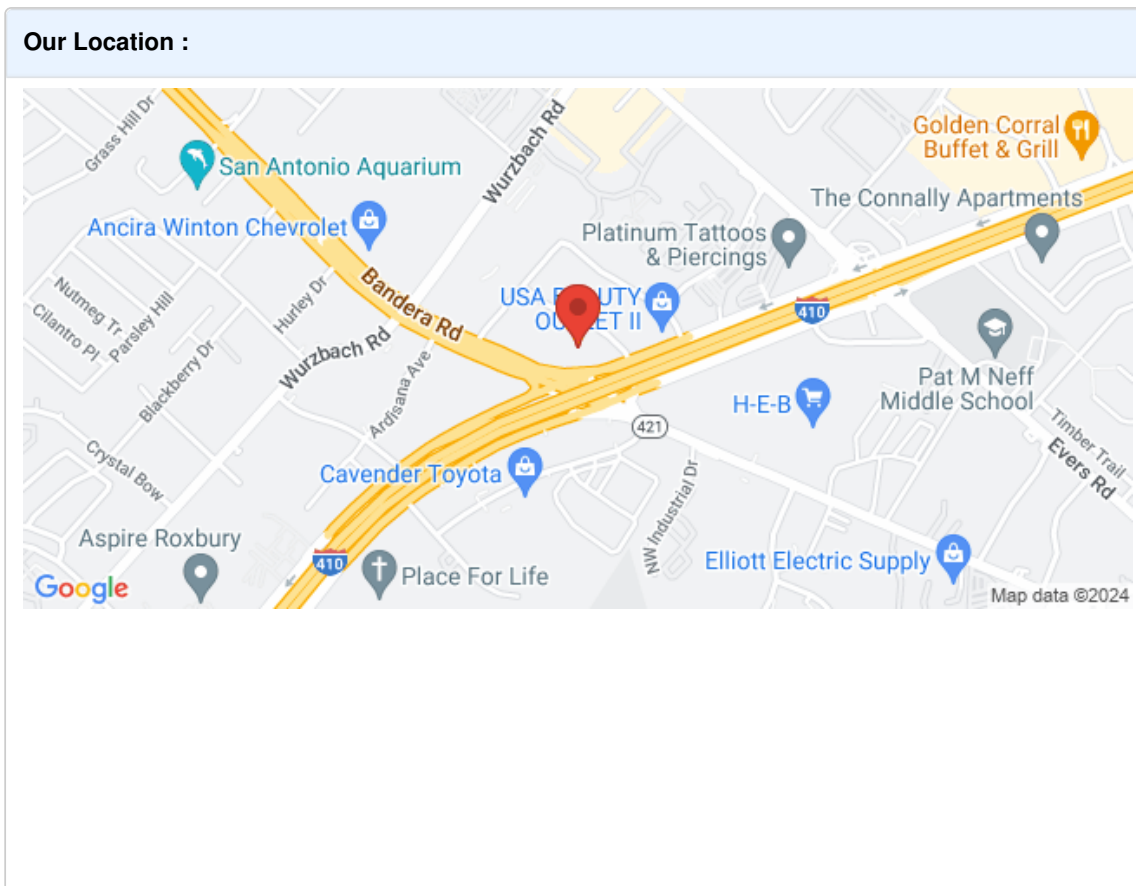 Our Location :
Grass Hill Dr
San Antonio Aquarium
Wurzbach Rd
Golden Corral
Buffet & Grill
The Connally Apartments
Ancira Winton Chevrolet
Platinum Tattoos
& Piercings
Nutmeg Tr
Parsley Hill
Cilantro Pl
Hurley Dr
Bandera Rd
USA
OUTLET II
410
Wurzbach Rd
Blackberry Dr
Ardisana Ave
Pat M Neff
Middle School
H-E-B
421
Timber Trail
Evers Rd
Crystal Bow
Cavender Toyota
NW Industrial Dr
Aspire Roxbury
410
Place For Life
Elliott Electric Supply
Google
Map data ©2024